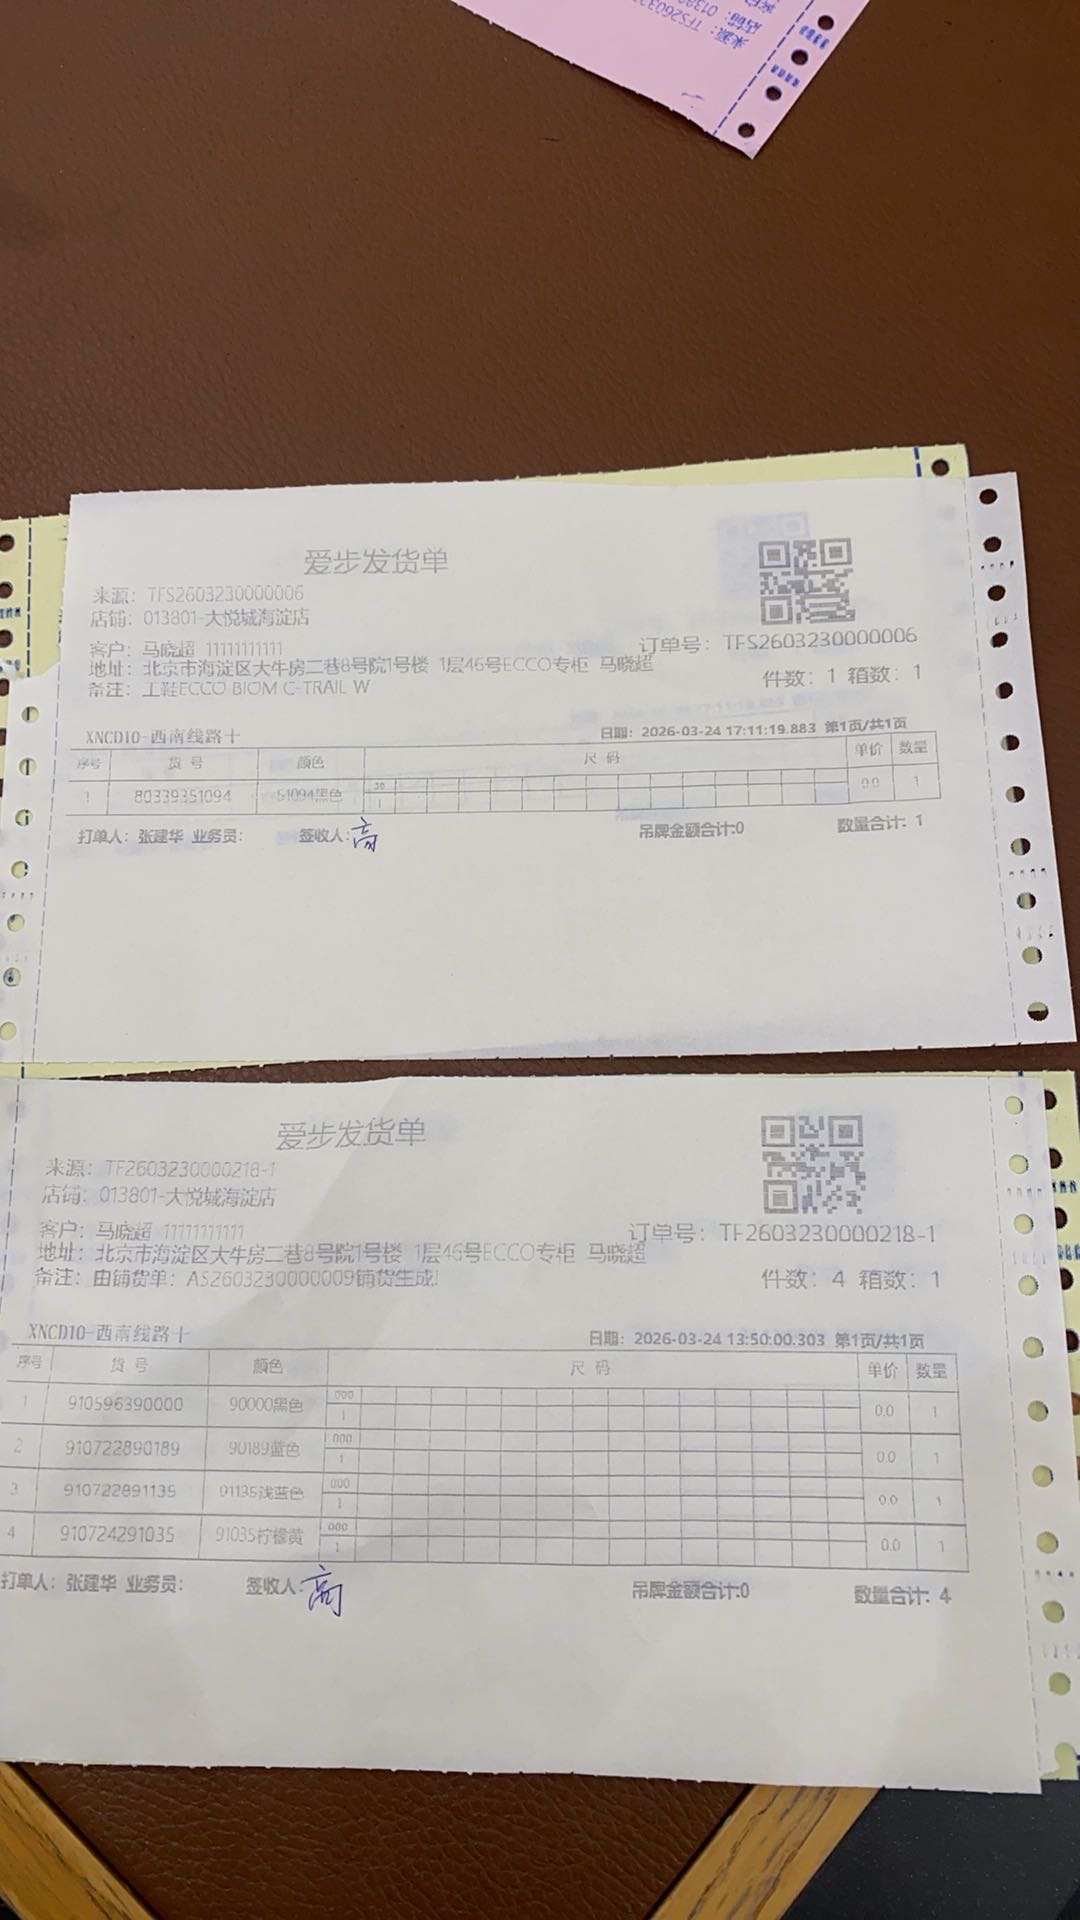 来源：TFS26032
店铺：0138
爱步发货单
来源：TFS2603230000006
店铺：013801-大悦城海淀店
客户：马晓超 11111111111
订单号：TFS2603230000006
地址：北京市海淀区大牛房二巷8号院1号楼 1层46号ECCO专柜 马晓超
备注：工鞋ECCO BIOM C-TRAIL W
件数：1 箱数：1
XNCD10-西南线路十
日期：2026-03-24 17:11:19.883 第1页/共1页
序号 货号 颜色 尺码 单价 数量
1 80339351094 51094黑色 0.0 1
1
打单人：张建华 业务员： 签收人：高 吊牌金额合计:0 数量合计：1
爱步发货单
来源：TF2603230000218-1
店铺：013801-大悦城海淀店
客户：马晓超 11111111111
订单号：TF2603230000218-1
地址：北京市海淀区大牛房二巷8号院1号楼 1层46号ECCO专柜 马晓超
备注：由铺货单：AS2603230000009铺货生成!
件数：4 箱数：1
XNCD10-西南线路十
日期：2026-03-24 13:50:00.303 第1页/共1页
序号 货号 颜色 尺码 单价 数量
1 910596390000 90000黑色 000 0.0 1
1
2 910722890189 90189蓝色 000 0.0 1
1
3 910722891135 91135浅蓝色 000 0.0 1
1
4 910724291035 91035柠檬黄 000 0.0 1
1
打单人：张建华 业务员： 签收人：高 吊牌金额合计:0 数量合计：4